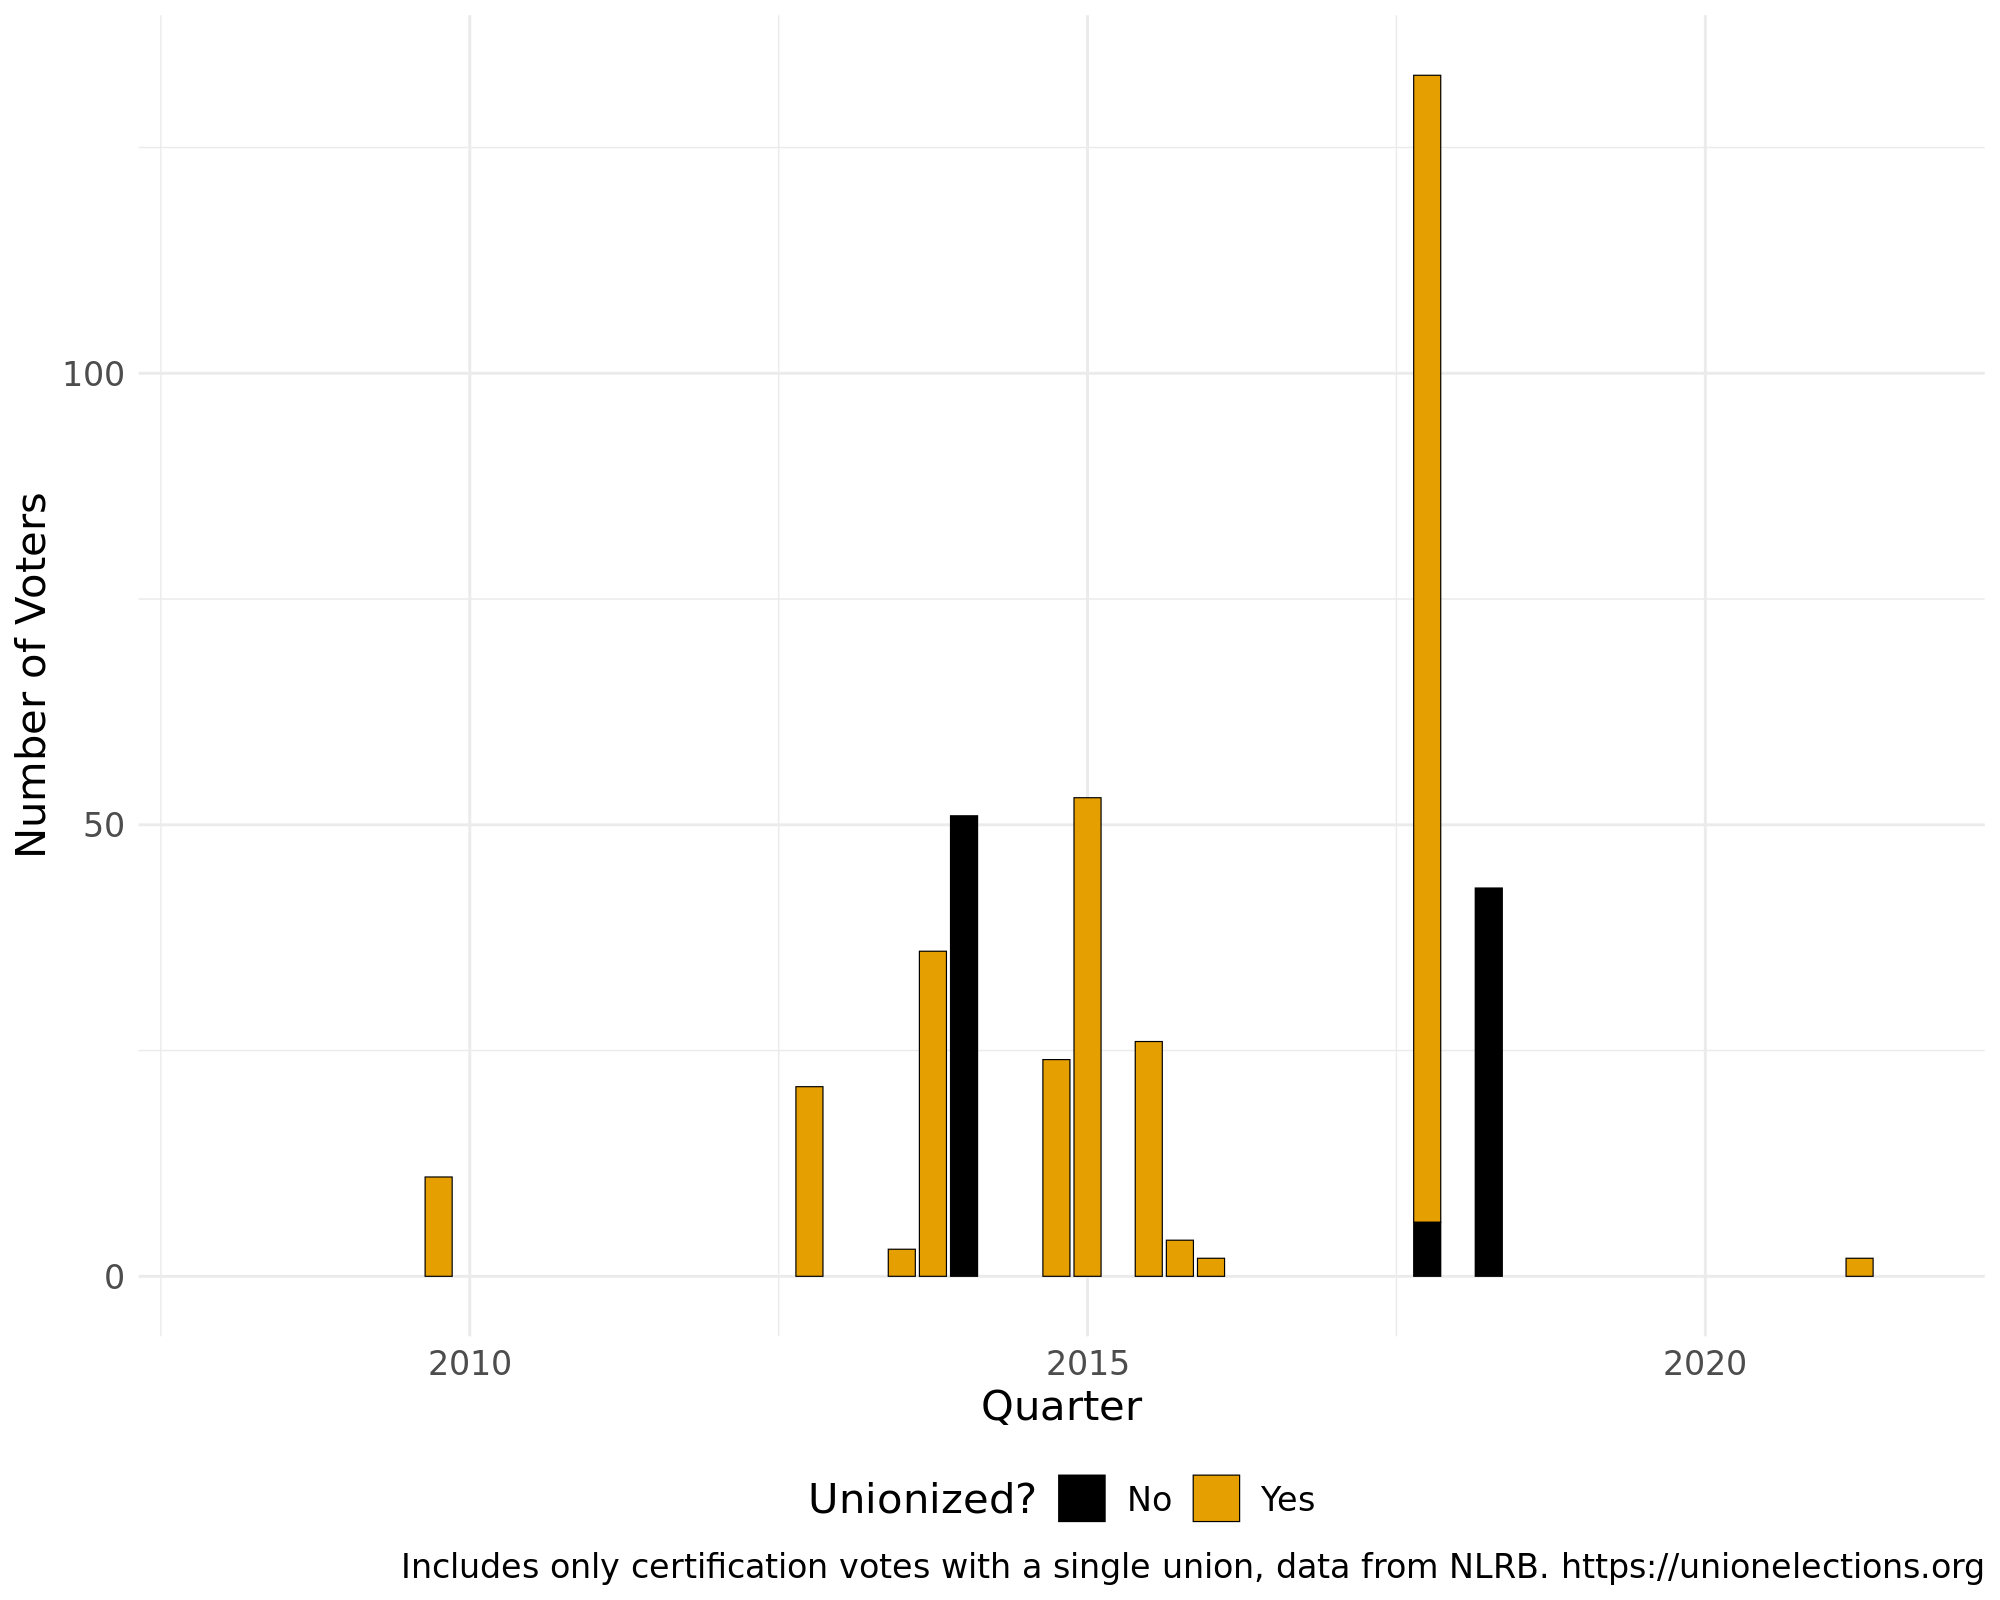 Number of Voters
100
50
0
2010 2015 2020
Quarter
Unionized? No Yes
Includes only certification votes with a single union, data from NLRB. https://unionelections.org